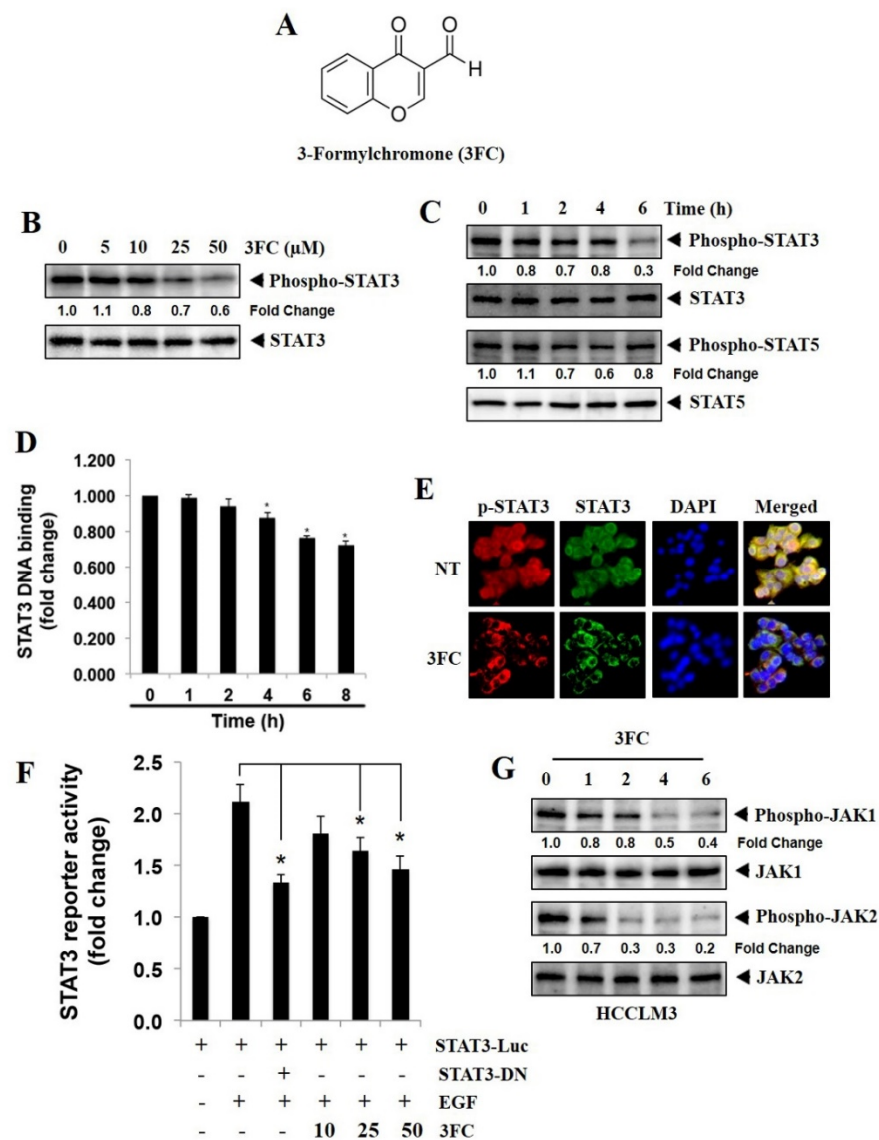 A
O O
H
O
3-Formylchromone (3FC)
B
0 5 10 25 50 3FC (µM)
Phospho-STAT3
1.0 1.1 0.8 0.7 0.6 Fold Change
STAT3
C
0 1 2 4 6 Time (h)
Phospho-STAT3
1.0 0.8 0.7 0.8 0.3 Fold Change
STAT3
Phospho-STAT5
1.0 1.1 0.7 0.6 0.8 Fold Change
STAT5
D
STAT3 DNA binding
(fold change)
1.200
1.000
0.800
0.600
0.400
0.200
0.000
* * *
0 1 2 4 6 8
Time (h)
E
p-STAT3 STAT3 DAPI Merged
NT
3FC
F
STAT3 reporter activity
(fold change)
2.5
2.0
1.5
1.0
0.5
0.0
* * *
+ + + + + + STAT3-Luc
- - + - - - STAT3-DN
- + + + + + EGF
- - - 10 25 50 3FC
G
3FC
0 1 2 4 6
Phospho-JAK1
1.0 0.8 0.8 0.5 0.4 Fold Change
JAK1
Phospho-JAK2
1.0 0.7 0.3 0.3 0.2 Fold Change
JAK2
HCCLM3